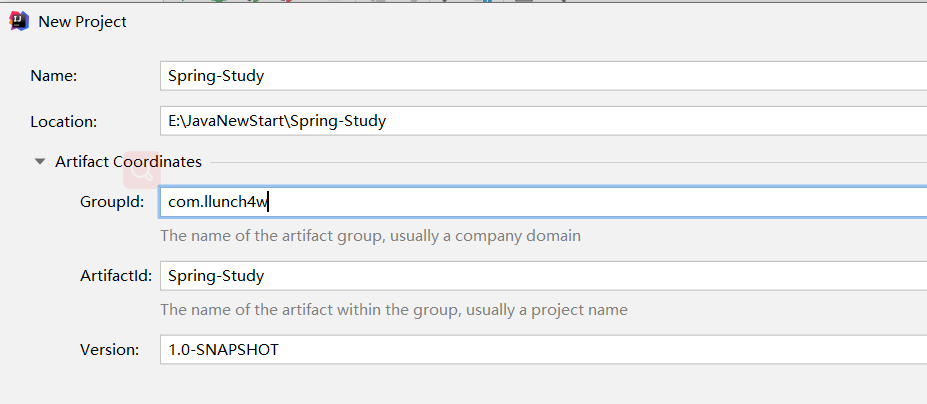 New Project
Name: Spring-Study
Location: E:\JavaNewStart\Spring-Study
Artifact Coordinates
GroupId: com.llunch4w
The name of the artifact group, usually a company domain
ArtifactId: Spring-Study
The name of the artifact within the group, usually a project name
Version: 1.0-SNAPSHOT